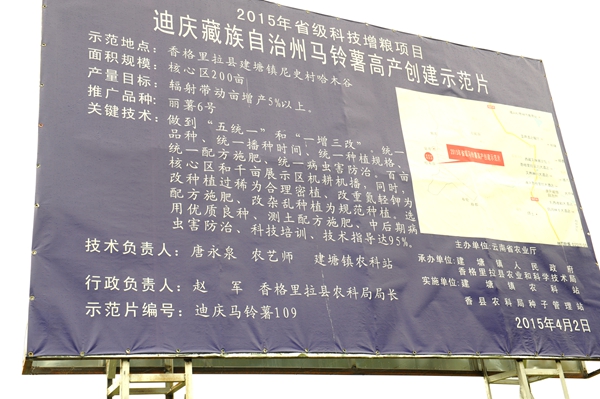 2015年省级科技增粮项目
迪庆藏族自治州马铃薯高产创建示范片
示范地点：香格里拉县建塘镇尼史村哈木谷
面积规模：核心区200亩
产量目标：辐射带动亩增产5%以上。
推广品种：丽薯6号
关键技术：做到“五统一”和“一增三改”，统一
品种、统一播种时间、统一种植规格、
统一配方施肥、统一病虫害防治。百亩
核心区和千亩展示区机耕机播，同时，
改种植过稀为合理密植，改重氮轻钾为
配方施肥、改杂乱种植为规范种植，选
用优质良种、测土配方施肥、中后期病
虫害防治、科技培训、技术指导达95%。
技术负责人：唐永泉 农艺师 建塘镇农科站
行政负责人：赵 军 香格里拉县农科局局长
示范片编号：迪庆马铃薯109
主办单位：云南省农业厅
承办单位：建塘镇人民政府
香格里拉县农业和科学技术局
实施单位：建塘镇农科站
香县农科局种子管理站
2015年4月2日